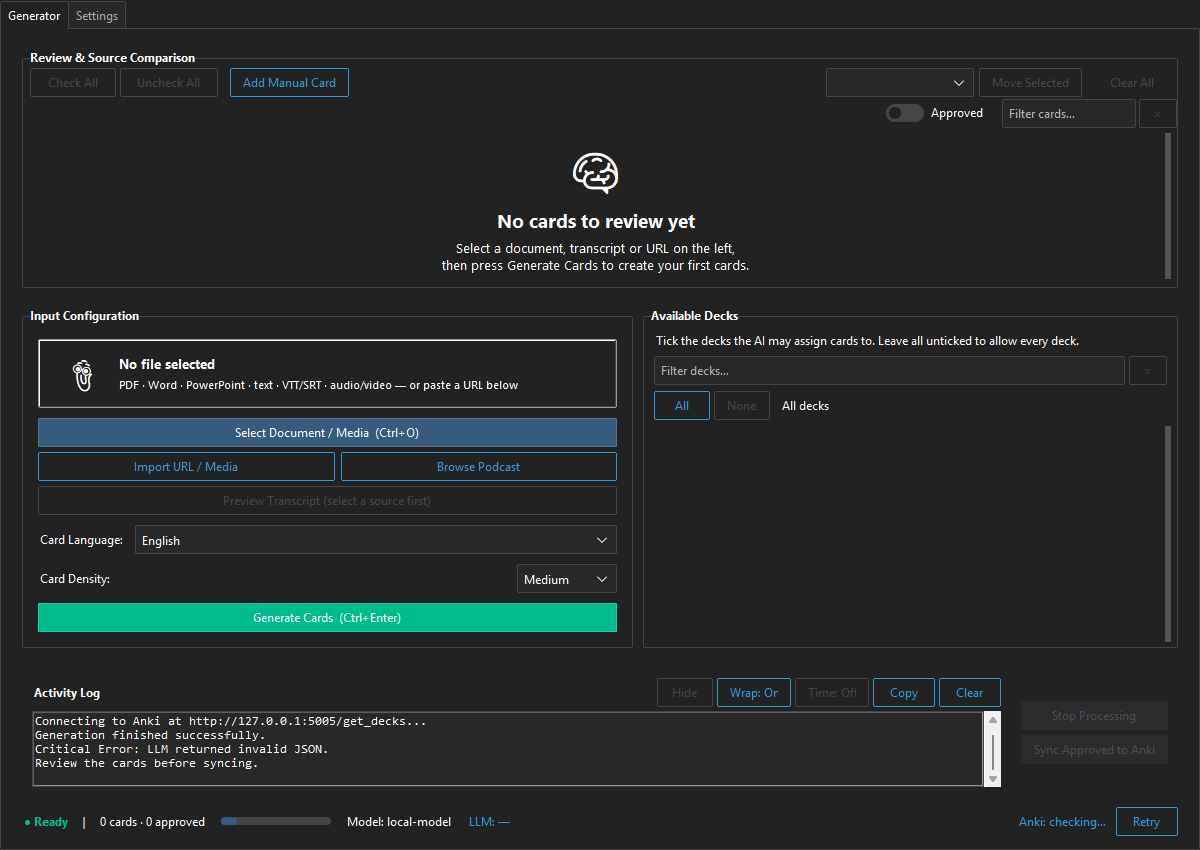 Generator
Settings
Review & Source Comparison
Check All
Uncheck All
Add Manual Card
Move Selected
Clear All
Approved
Filter cards...
×
No cards to review yet
Select a document, transcript or URL on the left,
then press Generate Cards to create your first cards.
Input Configuration
No file selected
PDF · Word · PowerPoint · text · VTT/SRT · audio/video — or paste a URL below
Select Document / Media (Ctrl+O)
Import URL / Media
Browse Podcast
Preview Transcript (select a source first)
Card Language:
English
Card Density:
Medium
Generate Cards (Ctrl+Enter)
Available Decks
Tick the decks the AI may assign cards to. Leave all unticked to allow every deck.
Filter decks...
×
All
None
All decks
Activity Log
Hide
Wrap: On
Time: Off
Copy
Clear
Connecting to Anki at http://127.0.0.1:5005/get_decks...
Generation finished successfully.
Critical Error: LLM returned invalid JSON.
Review the cards before syncing.
Stop Processing
Sync Approved to Anki
● Ready
|
0 cards · 0 approved
Model: local-model
LLM: —
Anki: checking...
Retry